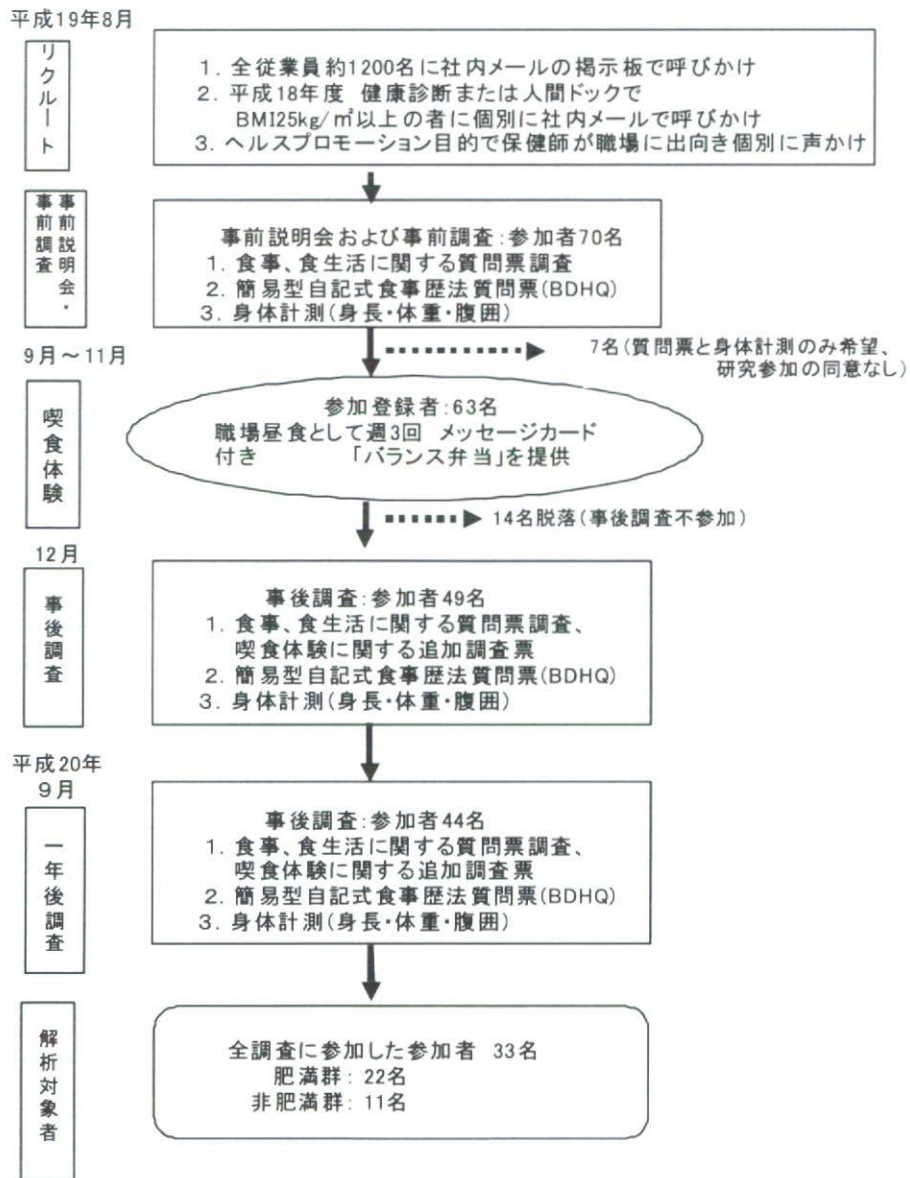 平成19年8月
リクルート
1. 全従業員約1200名に社内メールの掲示板で呼びかけ
2. 平成18年度 健康診断または人間ドックで
BMI25kg/㎡以上の者に個別に社内メールで呼びかけ
3. ヘルスプロモーション目的で保健師が職場に出向き個別に声かけ
事前説明会・
事前調査
事前説明会および事前調査:参加者70名
1. 食事、食生活に関する質問票調査
2. 簡易型自記式食事歴法質問票(BDHQ)
3. 身体計測(身長・体重・腹囲)
7名(質問票と身体計測のみ希望、
研究参加の同意なし)
9月~11月
喫食体験
参加登録者:63名
職場昼食として週3回 メッセージカード
付き 「バランス弁当」を提供
14名脱落(事後調査不参加)
12月
事後調査
事後調査:参加者49名
1. 食事、食生活に関する質問票調査、
喫食体験に関する追加調査票
2. 簡易型自記式食事歴法質問票(BDHQ)
3. 身体計測(身長・体重・腹囲)
平成20年
9月
一年後調査
事後調査:参加者44名
1. 食事、食生活に関する質問票調査、
喫食体験に関する追加調査票
2. 簡易型自記式食事歴法質問票(BDHQ)
3. 身体計測(身長・体重・腹囲)
解析対象者
全調査に参加した参加者 33名
肥満群: 22名
非肥満群: 11名